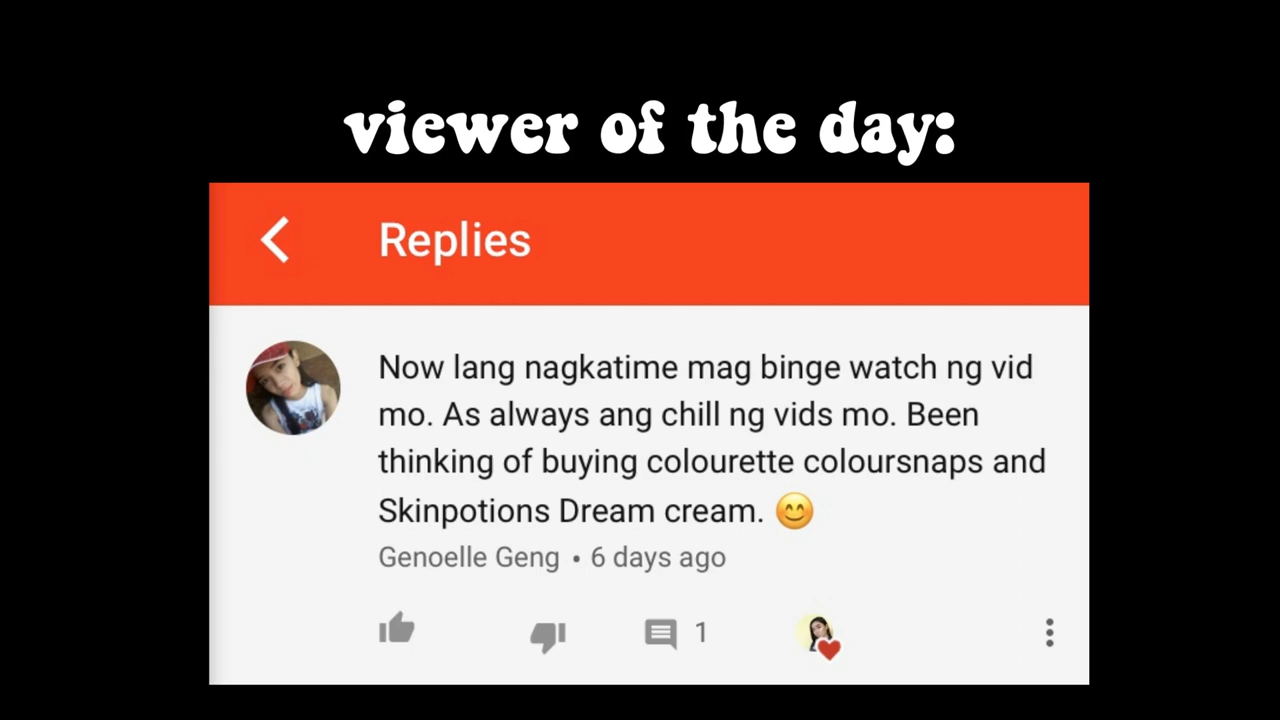 viewer of the day:
Replies
Now lang nagkatime mag binge watch ng vid
mo. As always ang chill ng vids mo. Been
thinking of buying colourette coloursnaps and
Skinpotions Dream cream. 😊
Genoelle Geng • 6 days ago
1